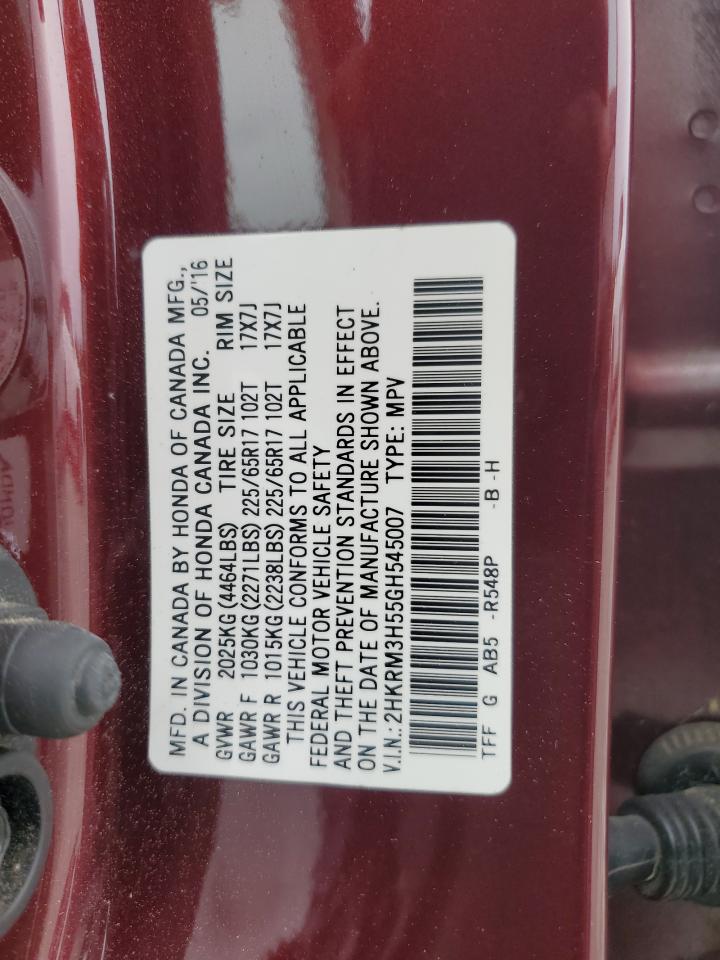 MFD. IN CANADA BY HONDA OF CANADA MFG.,
A DIVISION OF HONDA CANADA INC. 05/'16
GVWR 2025KG(4464LBS) TIRE SIZE RIM SIZE
GAWR F 1030KG(2271LBS) 225/65R17 102T 17X7J
GAWR R 1015KG(2238LBS) 225/65R17 102T 17X7J
THIS VEHICLE CONFORMS TO ALL APPLICABLE
FEDERAL MOTOR VEHICLE SAFETY
AND THEFT PREVENTION STANDARDS IN EFFECT
ON THE DATE OF MANUFACTURE SHOWN ABOVE.
V.I.N.:2HKRM3H55GH545007 TYPE: MPV
TFF G AB5 -R548P -B -H